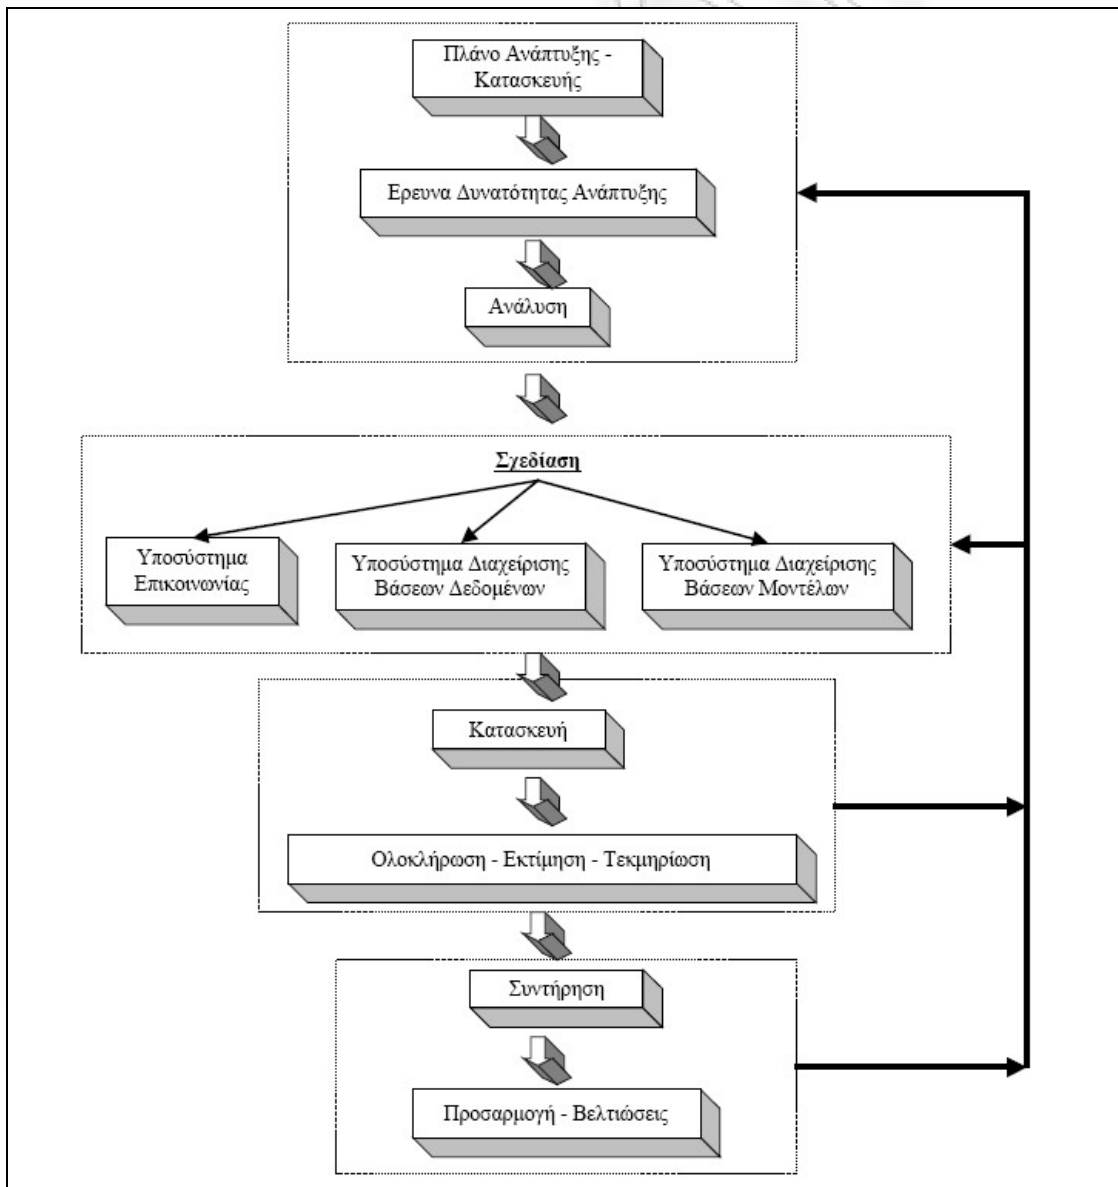 Πλάνο Ανάπτυξης -
Κατασκευής
Ερευνα Δυνατότητας Ανάπτυξης
Ανάλυση
Σχεδίαση
Υποσύστημα
Επικοινωνίας
Υποσύστημα Διαχείρισης
Βάσεων Δεδομένων
Υποσύστημα Διαχείρισης
Βάσεων Μοντέλων
Κατασκευή
Ολοκλήρωση - Εκτίμηση - Τεκμηρίωση
Συντήρηση
Προσαρμογή - Βελτιώσεις